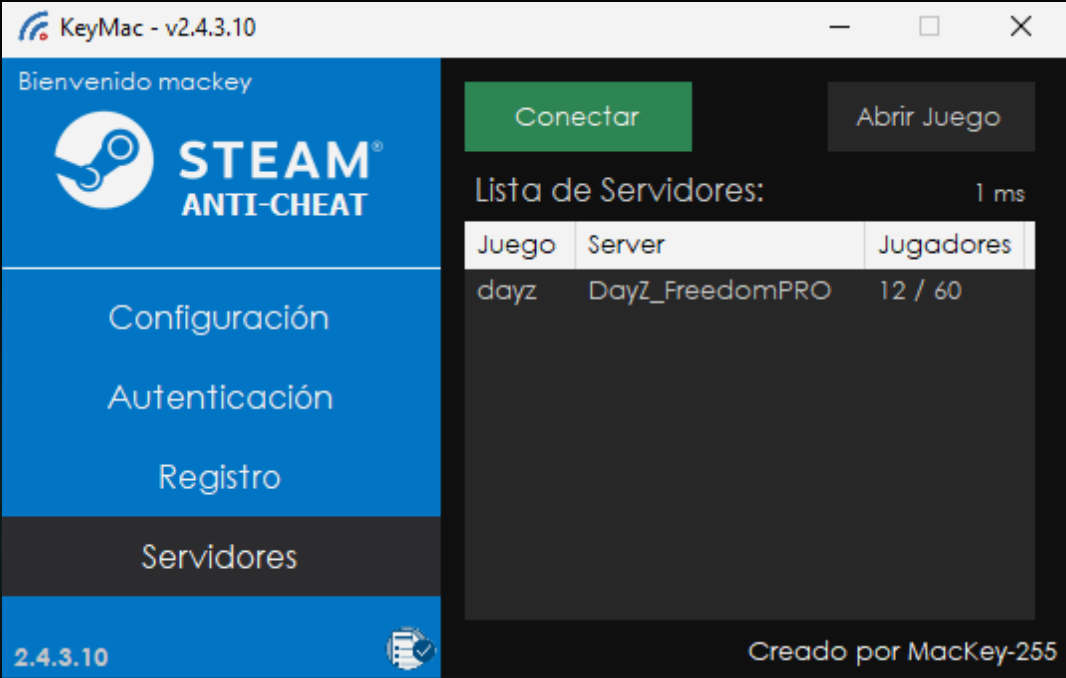 KeyMac - v2.4.3.10
Bienvenido mackey
STEAM®
ANTI-CHEAT
Configuración
Autenticación
Registro
Servidores
2.4.3.10
Conectar
Abrir Juego
Lista de Servidores:
1 ms
Juego Server Jugadores
dayz DayZ_FreedomPRO 12 / 60
Creado por MacKey-255